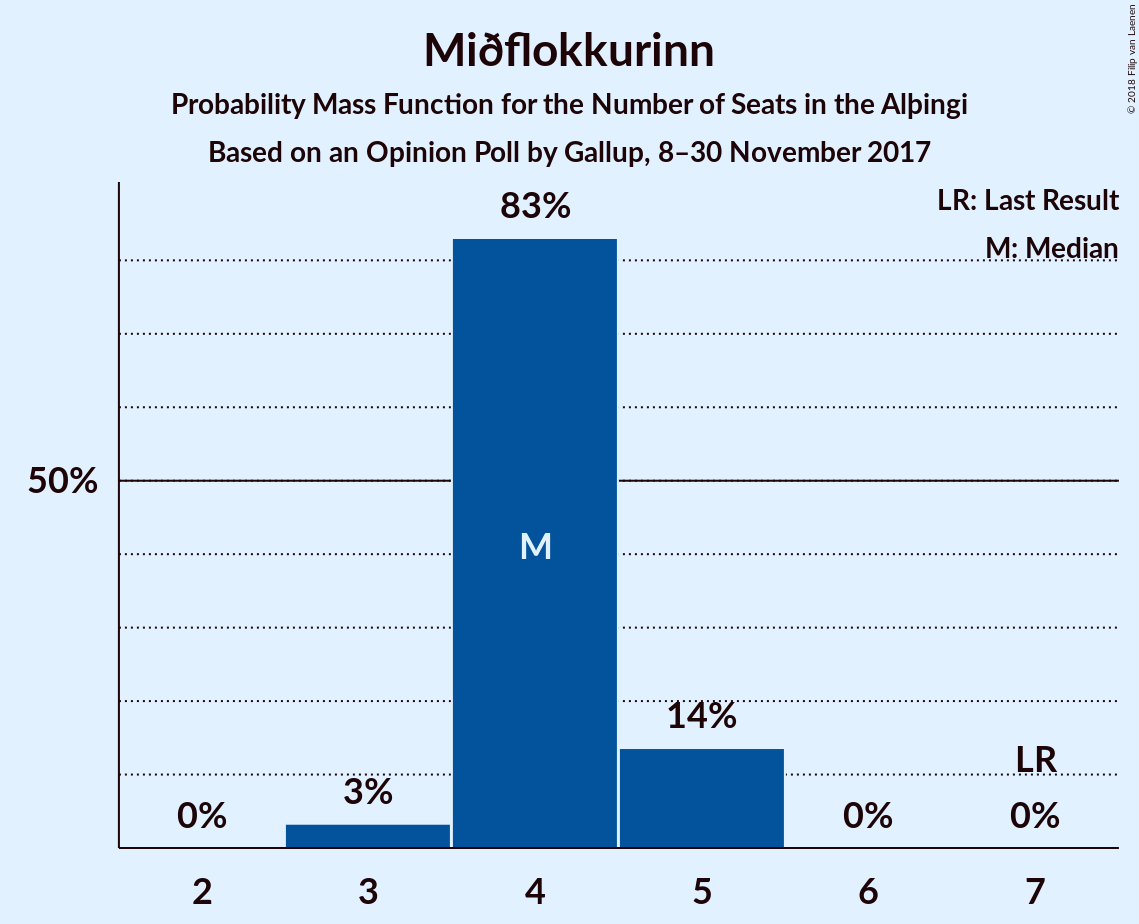 Miðflokkurinn
Probability Mass Function for the Number of Seats in the Alþingi
Based on an Opinion Poll by Gallup, 8–30 November 2017
© 2018 Filip van Laenen
LR: Last Result
M: Median
83%
50%
M
14%
LR
3%
0%
0%
0%
2 3 4 5 6 7